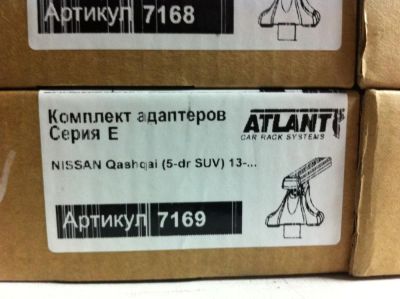 Артикул 7168
Комплект адаптеров
Серия E
ATLANT
CAR RACK SYSTEMS
NISSAN Qashqai (5-dr SUV) 13-...
Артикул 7169